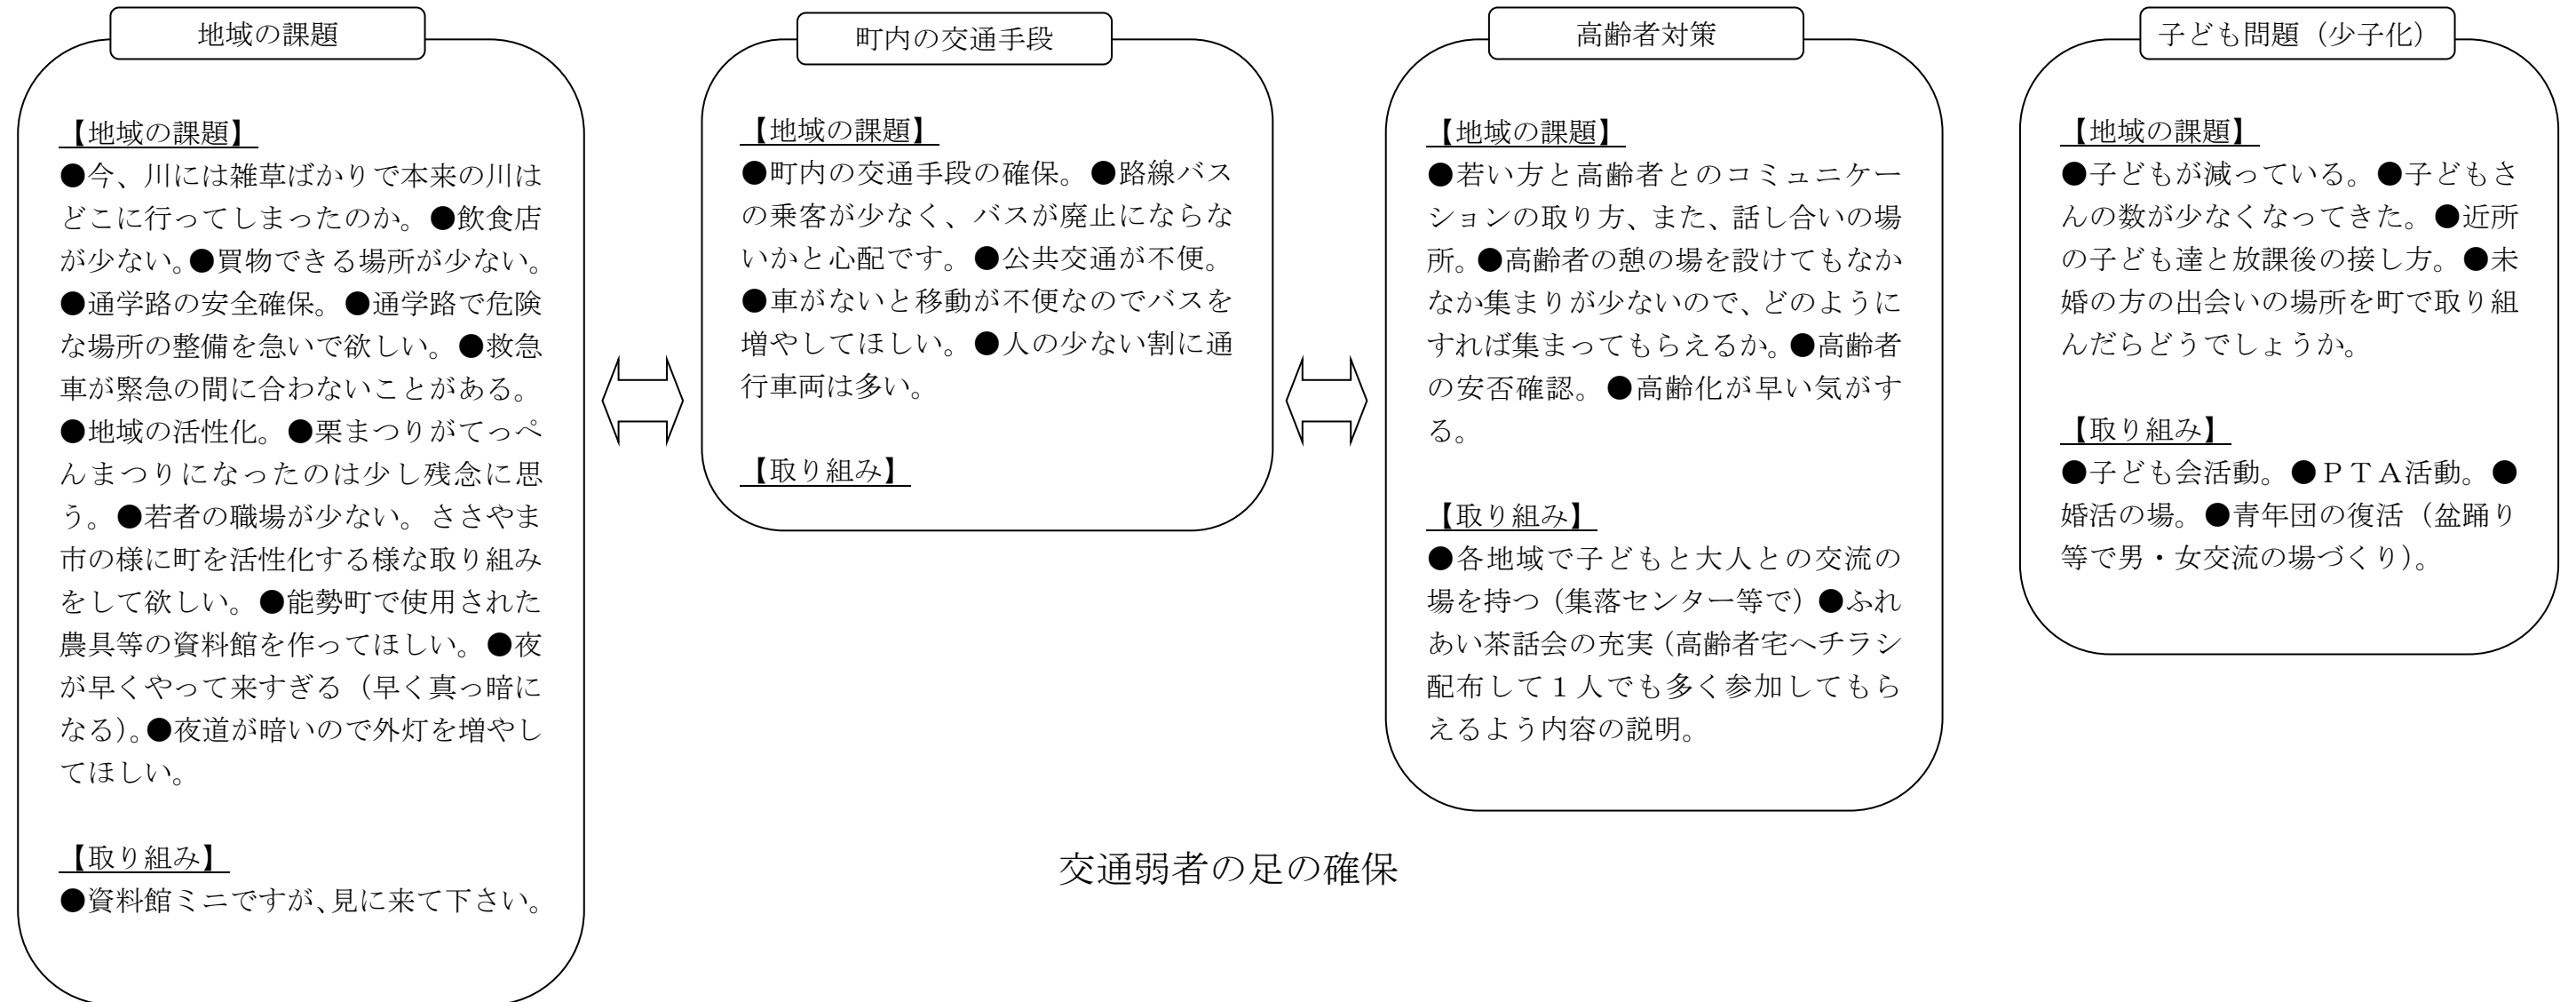 地域の課題
【地域の課題】
●今、川には雑草ばかりで本来の川は
どこに行ってしまったのか。●飲食店
が少ない。●買物できる場所が少ない。
●通学路の安全確保。●通学路で危険
な場所の整備を急いで欲しい。●救急
車が緊急の間に合わないことがある。
●地域の活性化。●栗まつりがてっぺ
んまつりになったのは少し残念に思
う。●若者の職場が少ない。ささやま
市の様に町を活性化する様な取り組み
をして欲しい。●能勢町で使用された
農具等の資料館を作ってほしい。●夜
が早くやって来すぎる（早く真っ暗に
なる）。●夜道が暗いので外灯を増やし
てほしい。
【取り組み】
●資料館ミニですが、見に来て下さい。
町内の交通手段
【地域の課題】
●町内の交通手段の確保。●路線バス
の乗客が少なく、バスが廃止にならな
いかと心配です。●公共交通が不便。
●車がないと移動が不便なのでバスを
増やしてほしい。●人の少ない割に通
行車両は多い。
【取り組み】
高齢者対策
【地域の課題】
●若い方と高齢者とのコミュニケー
ションの取り方、また、話し合いの場
所。●高齢者の憩の場を設けてもなか
なか集まりが少ないので、どのように
すれば集まってもらえるか。●高齢者
の安否確認。●高齢化が早い気がす
る。
【取り組み】
●各地域で子どもと大人との交流の
場を持つ（集落センター等で）●ふれ
あい茶話会の充実（高齢者宅へチラシ
配布して１人でも多く参加してもら
えるよう内容の説明。
子ども問題（少子化）
【地域の課題】
●子どもが減っている。●子どもさ
んの数が少なくなってきた。●近所
の子ども達と放課後の接し方。●未
婚の方の出会いの場所を町で取り組
んだらどうでしょうか。
【取り組み】
●子ども会活動。●ＰＴＡ活動。●
婚活の場。●青年団の復活（盆踊り
等で男・女交流の場づくり）。
交通弱者の足の確保